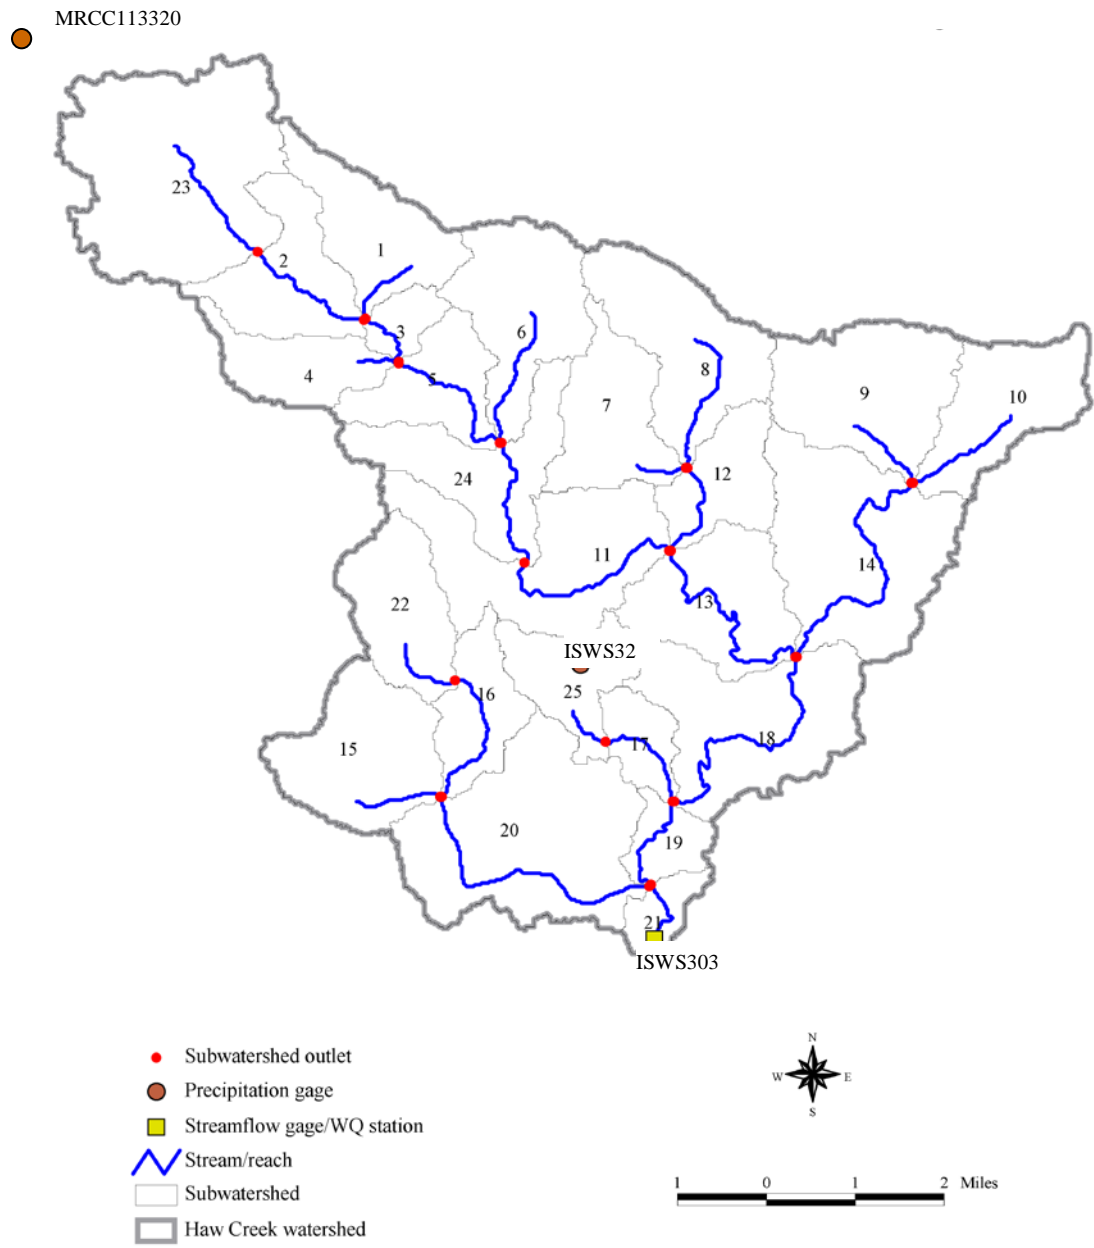 MRCC113320
23
1
2
3
6
4
5
8
7
9
10
12
24
11
14
22
13
ISWS32
25
16
15
17
18
20
19
21
ISWS303
Subwatershed outlet
Precipitation gage
Streamflow gage/WQ station
Stream/reach
Subwatershed
Haw Creek watershed
N
W E
S
1 0 1 2 Miles